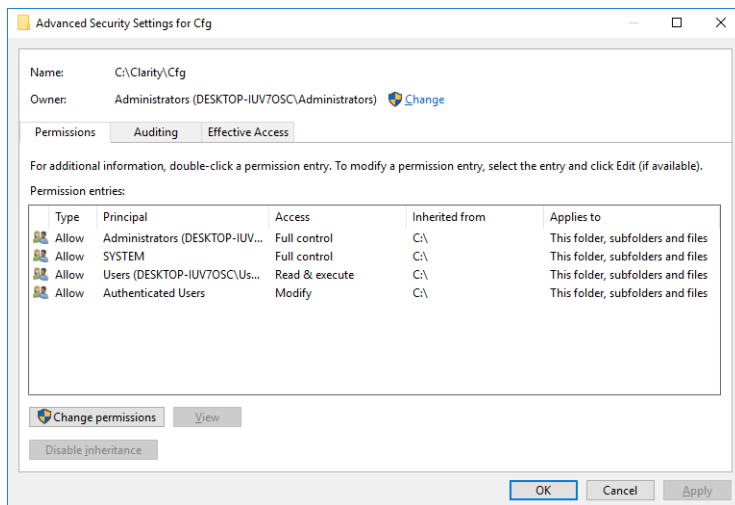 Advanced Security Settings for Cfg
Name: C:\Clarity\Cfg
Owner: Administrators (DESKTOP-IUV7OSC\Administrators) Change
Permissions Auditing Effective Access
For additional information, double-click a permission entry. To modify a permission entry, select the entry and click Edit (if available).
Permission entries:
Type Principal Access Inherited from Applies to
Allow Administrators (DESKTOP-IUV... Full control C:\ This folder, subfolders and files
Allow SYSTEM Full control C:\ This folder, subfolders and files
Allow Users (DESKTOP-IUV7OSC\Us... Read & execute C:\ This folder, subfolders and files
Allow Authenticated Users Modify C:\ This folder, subfolders and files
Change permissions View
Disable inheritance
OK Cancel Apply